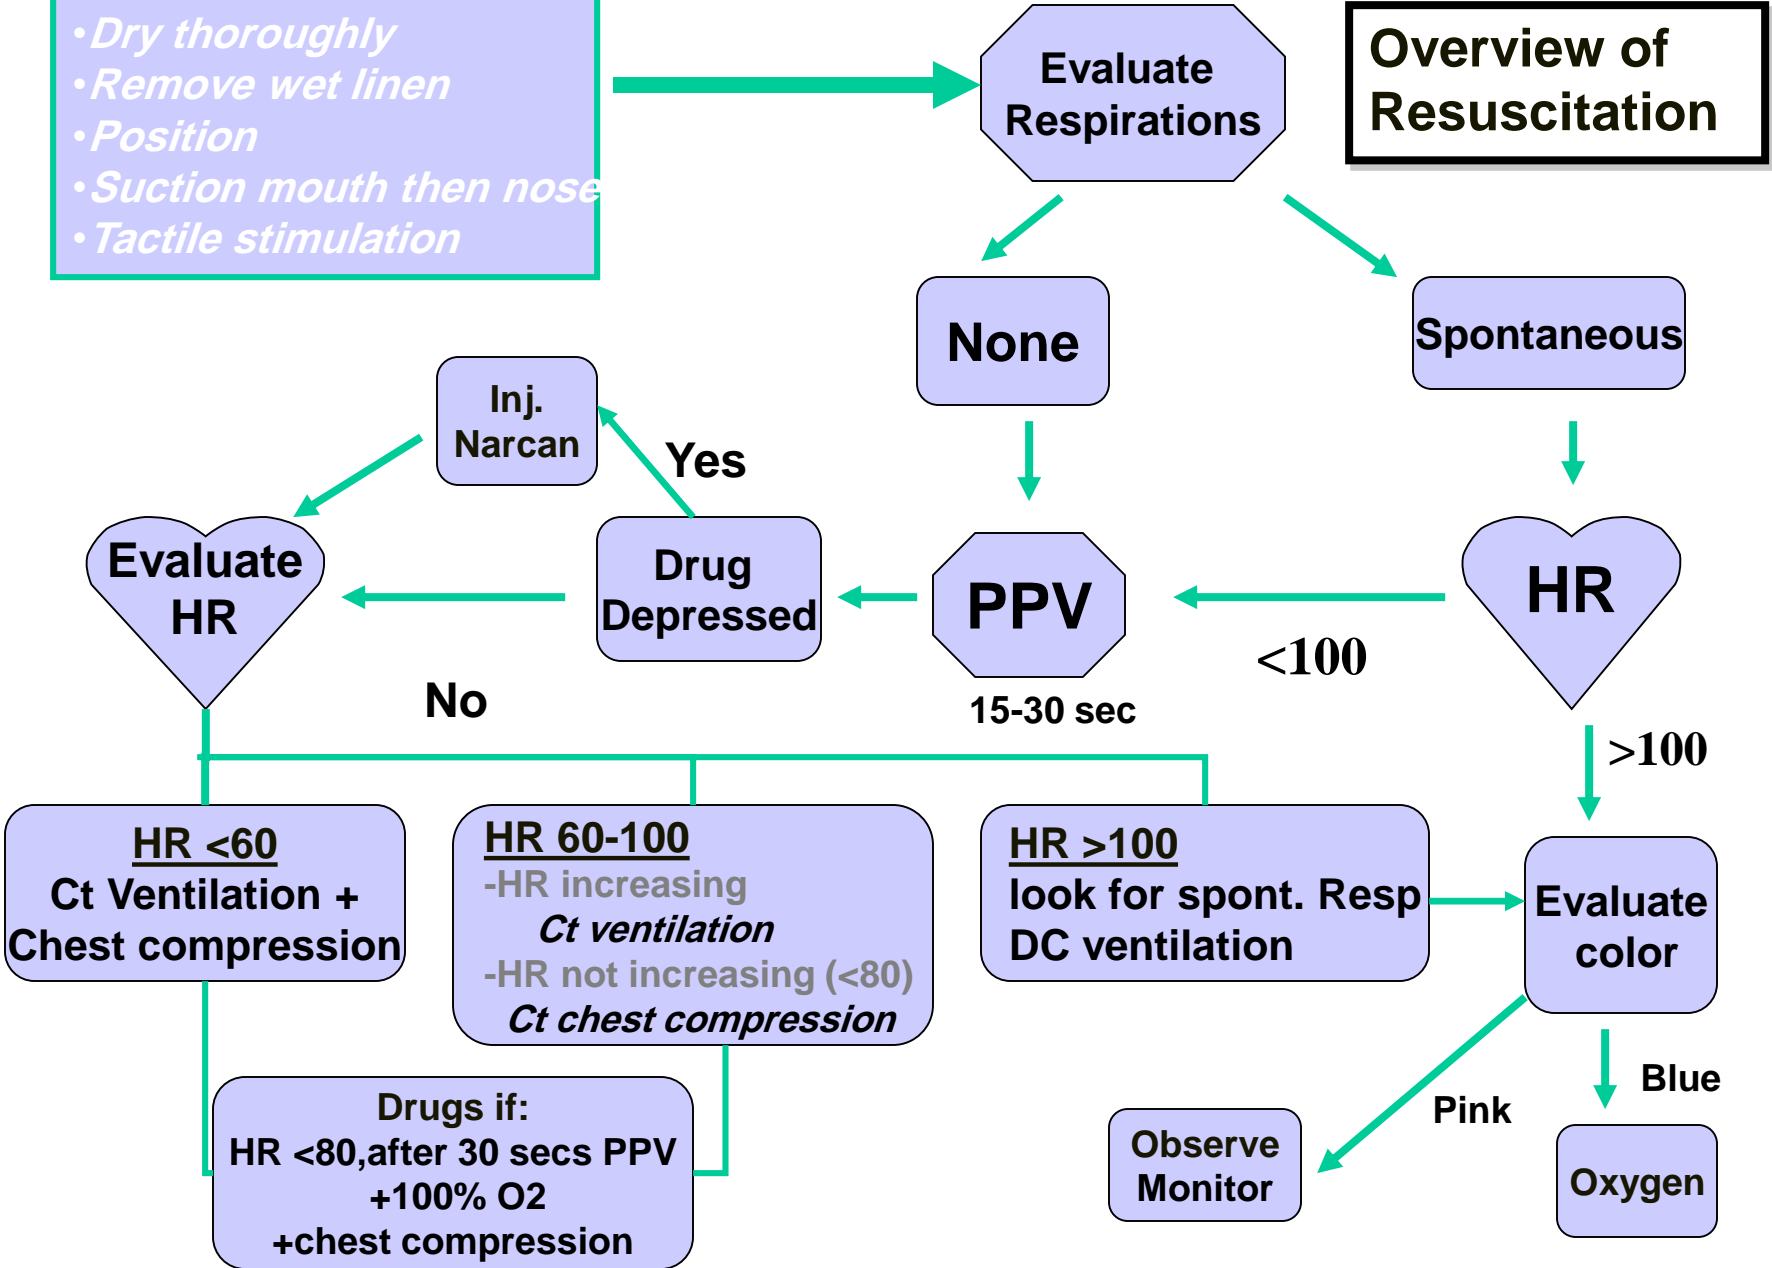 •Dry thoroughly
•Remove wet linen
•Position
•Suction mouth then nose
•Tactile stimulation
Evaluate
Respirations
Overview of
Resuscitation
None
Spontaneous
Inj.
Narcan
Yes
Evaluate
HR
Drug
Depressed
PPV
HR
<100
No
15-30 sec
>100
HR <60
Ct Ventilation +
Chest compression
HR 60-100
-HR increasing
Ct ventilation
-HR not increasing (<80)
Ct chest compression
HR >100
look for spont. Resp
DC ventilation
Evaluate
color
Blue
Pink
Drugs if:
HR <80,after 30 secs PPV
+100% O2
+chest compression
Observe
Monitor
Oxygen